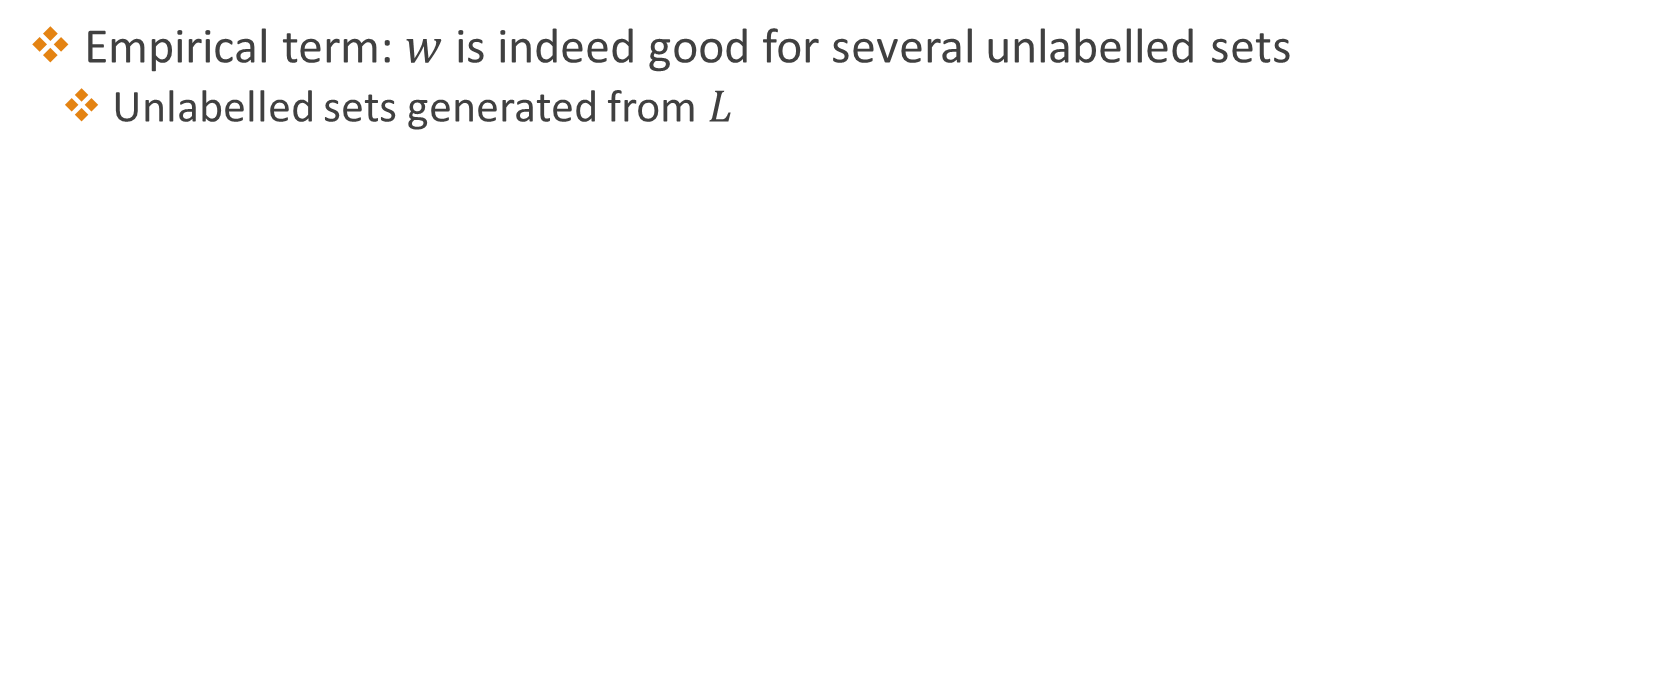 ❖ Empirical term: w is indeed good for several unlabelled sets
❖ Unlabelled sets generated from L